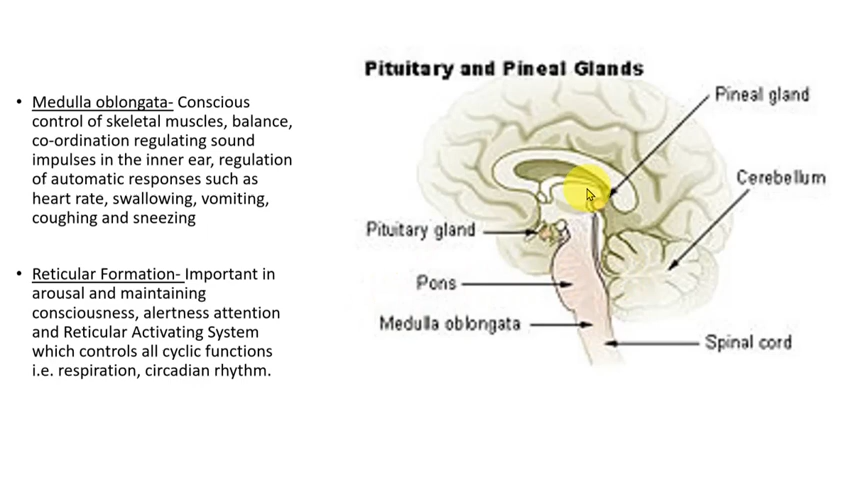 Pituitary and Pineal Glands
• Medulla oblongata- Conscious
control of skeletal muscles, balance,
co-ordination regulating sound
impulses in the inner ear, regulation
of automatic responses such as
heart rate, swallowing, vomiting,
coughing and sneezing
• Reticular Formation- Important in
arousal and maintaining
consciousness, alertness attention
and Reticular Activating System
which controls all cyclic functions
i.e. respiration, circadian rhythm.
Pineal gland
Cerebellum
Pituitary gland
Pons
Medulla oblongata
Spinal cord